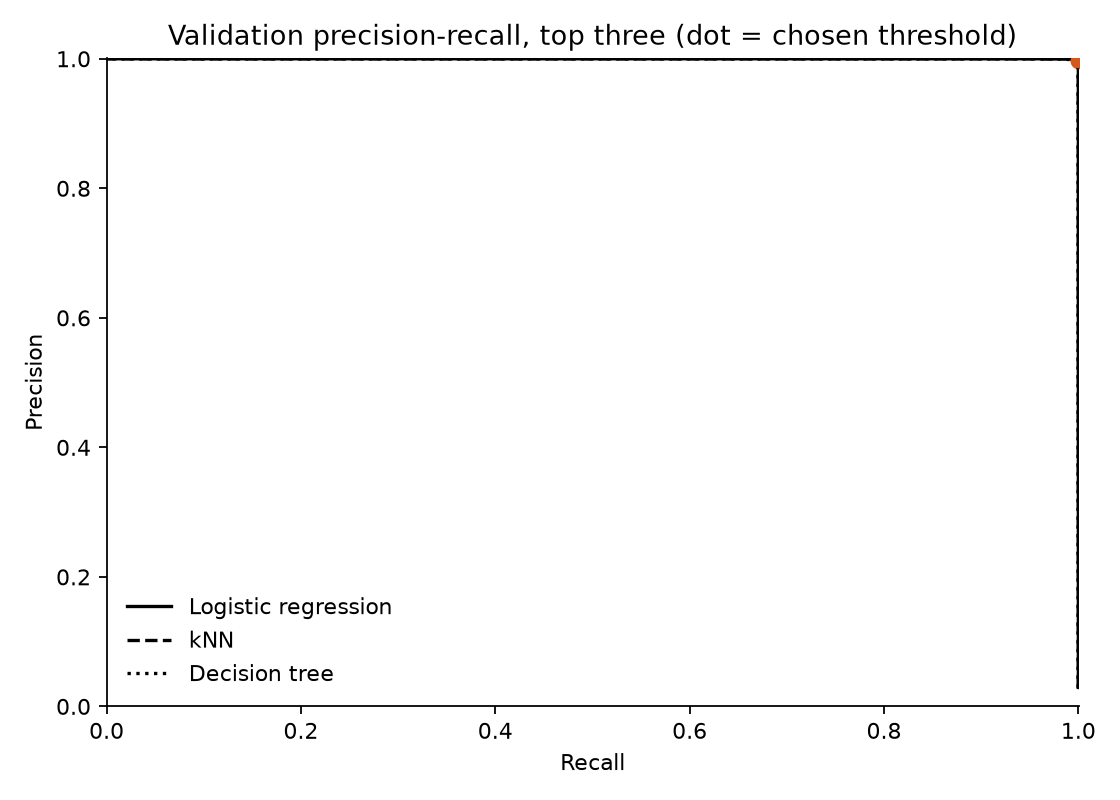 Validation precision-recall, top three (dot = chosen threshold)
1.0
0.8
0.6
0.4
0.2
0.0
Precision
Logistic regression
kNN
Decision tree
0.0 0.2 0.4 0.6 0.8 1.0
Recall